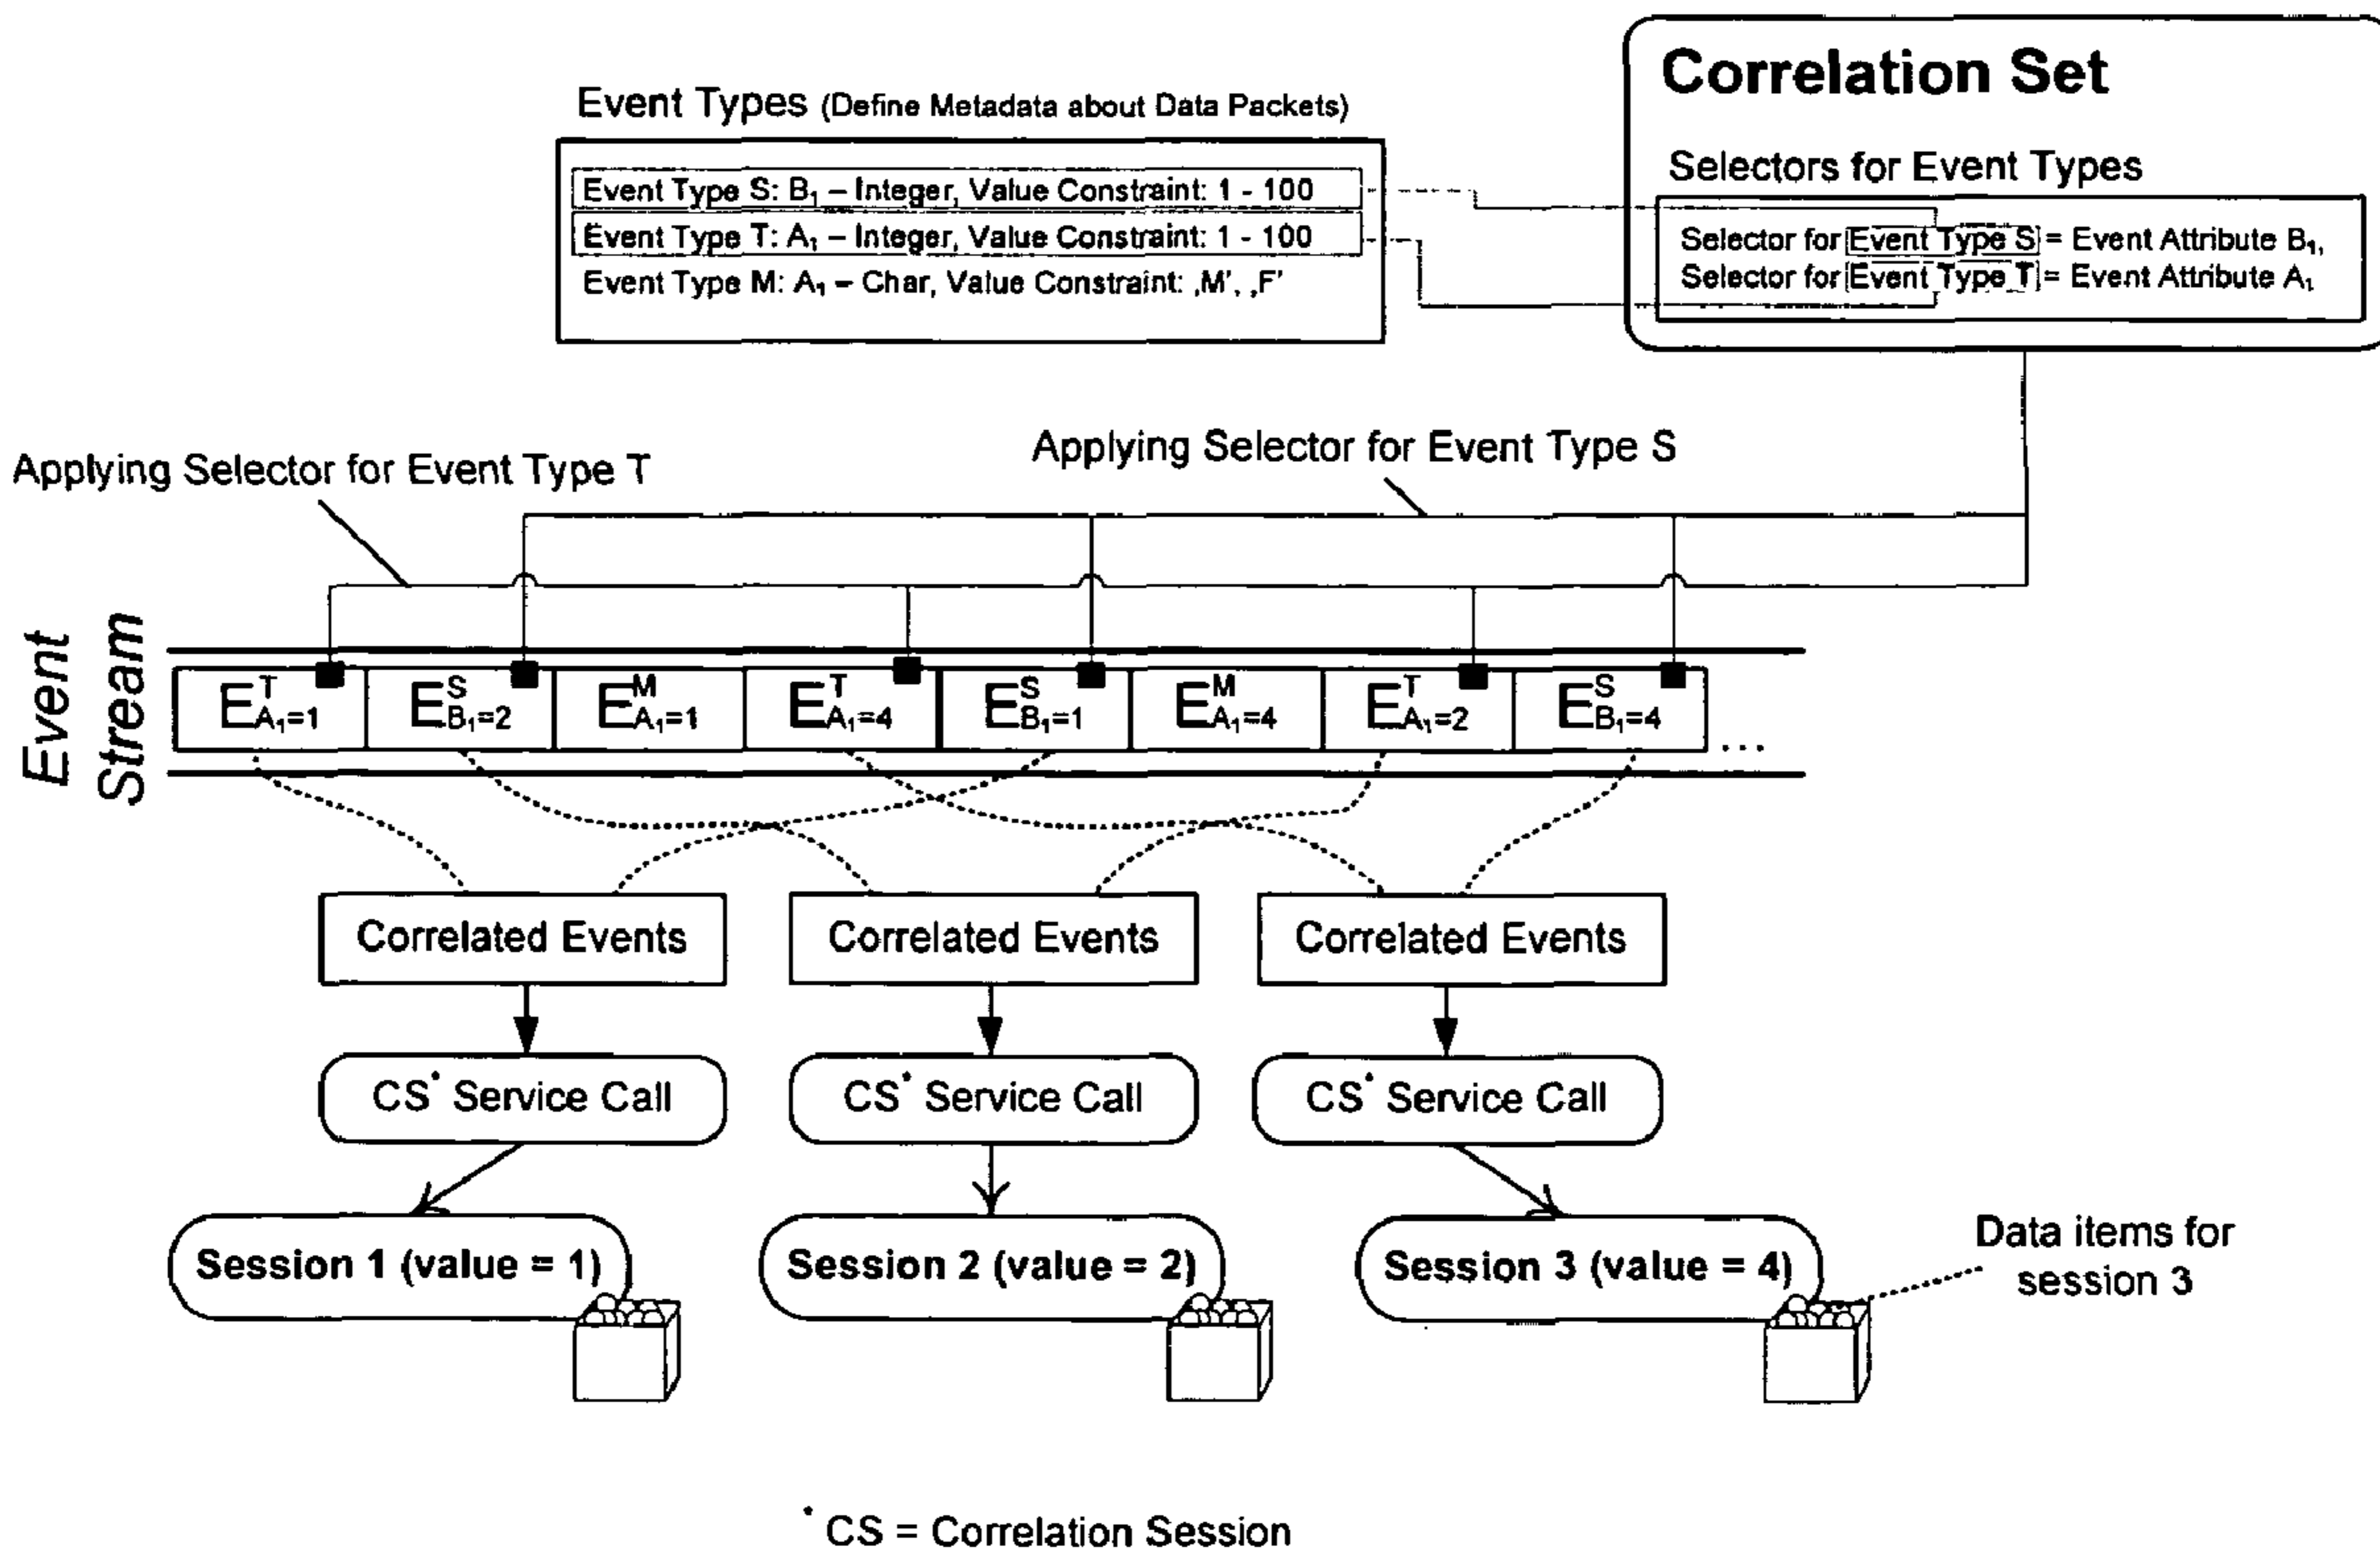 Correlation Set
Event Types (Define Metadata about Data Packets)
Selectors for Event Types
Event Type S: B₁ – Integer, Value Constraint: 1 - 100
Event Type T: A₁ – Integer, Value Constraint: 1 - 100
Event Type M: A₁ – Char, Value Constraint: ‚M’, ‚F’
Selector for Event Type S = Event Attribute B₁,
Selector for Event Type T = Event Attribute A₁
Applying Selector for Event Type T
Applying Selector for Event Type S
Event
Stream
E T A₁=1
E S B₁=2
E M A₁=1
E T A₁=4
E S B₁=1
E M A₁=4
E T A₁=2
E S B₁=4
...
Correlated Events
Correlated Events
Correlated Events
CS* Service Call
CS* Service Call
CS* Service Call
Session 1 (value = 1)
Session 2 (value = 2)
Session 3 (value = 4)
Data items for
session 3
* CS = Correlation Session